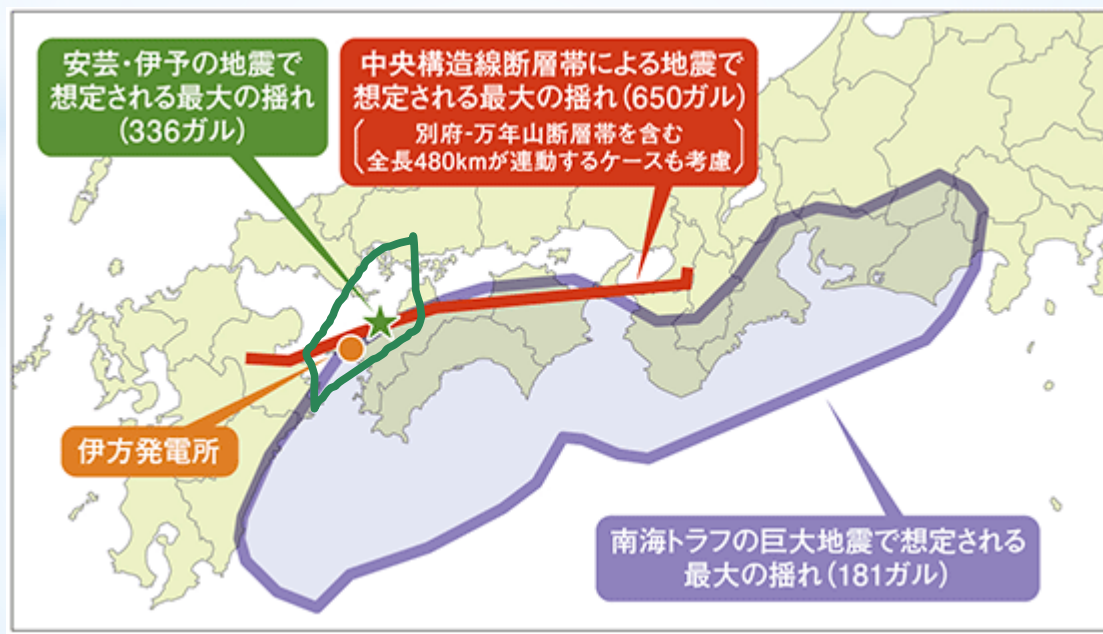 安芸・伊予の地震で
想定される最大の揺れ
(336ガル)
中央構造線断層帯による地震で
想定される最大の揺れ(650ガル)
別府-万年山断層帯を含む
全長480kmが連動するケースも考慮
伊方発電所
南海トラフの巨大地震で想定される
最大の揺れ(181ガル)